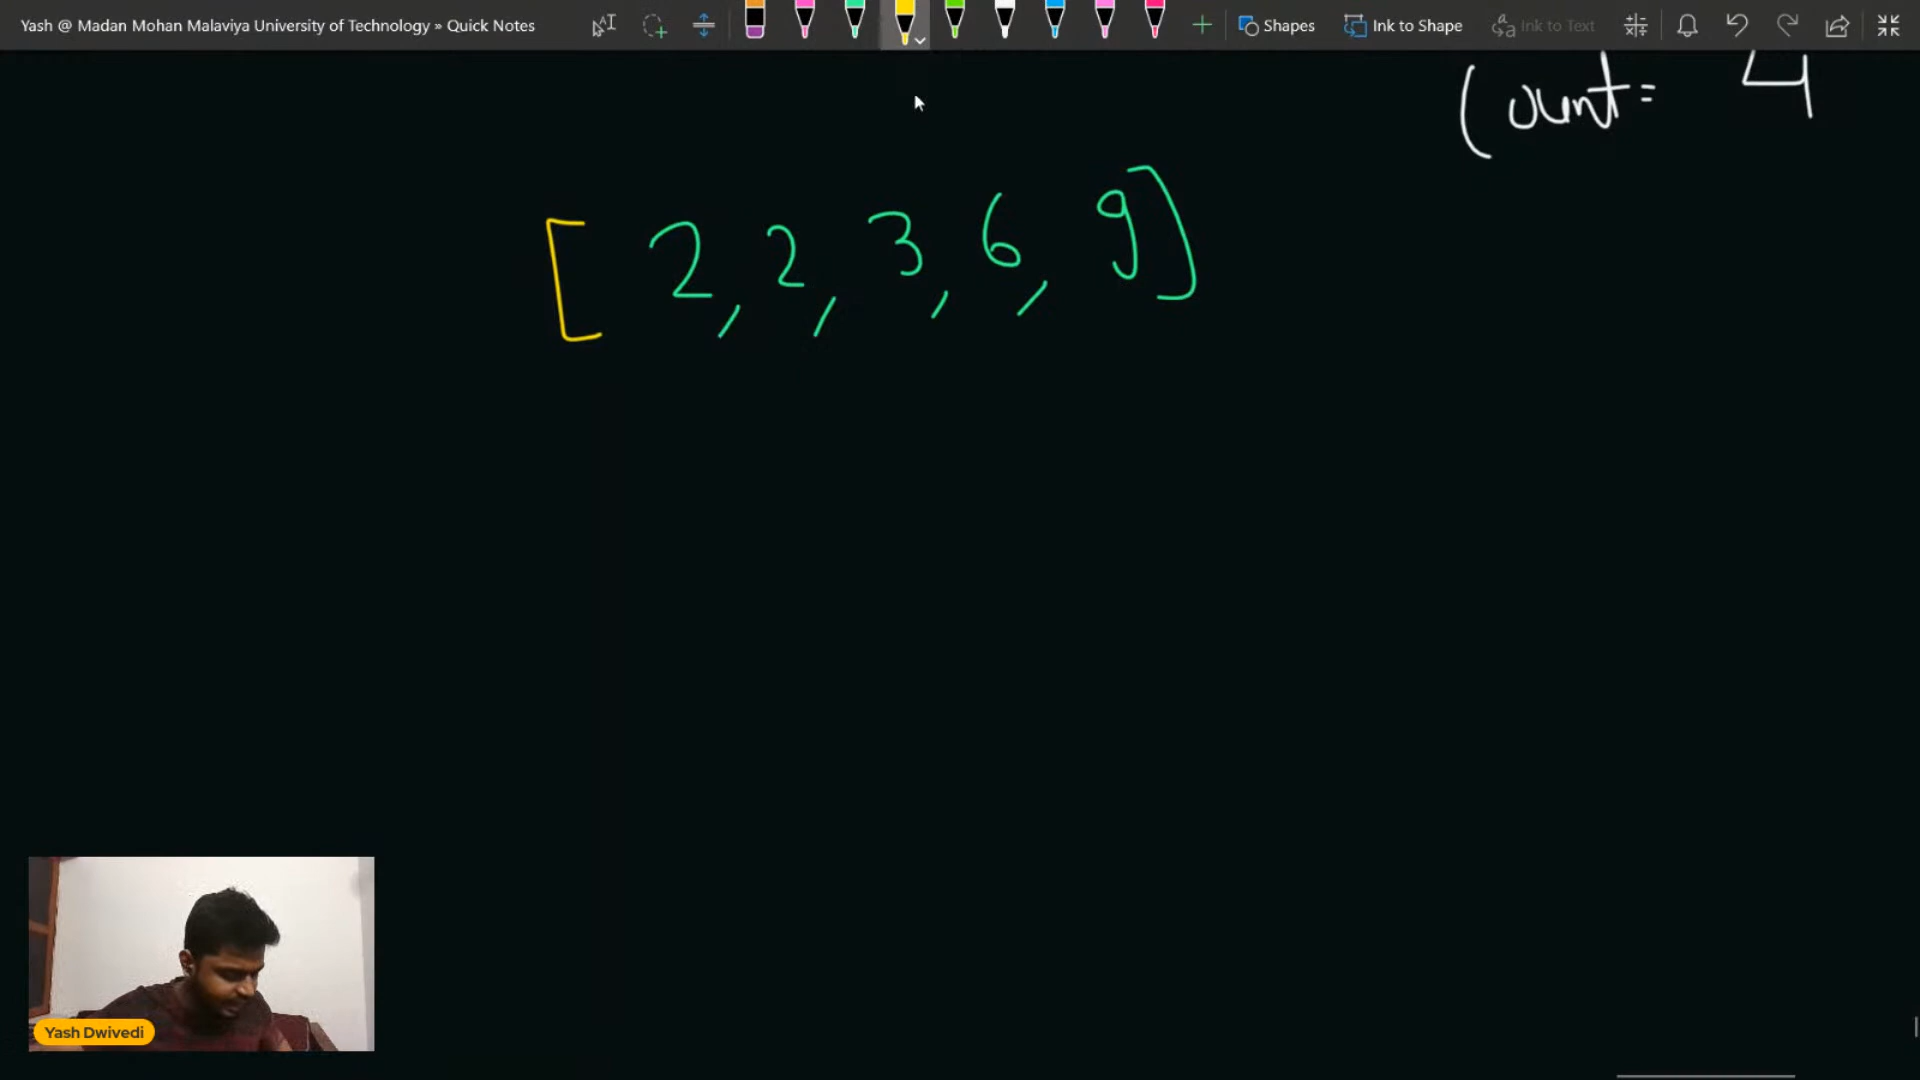 Yash @ Madan Mohan Malaviya University of Technology » Quick Notes
Shapes
Ink to Shape
Ink to Text
Count = 4
[ 2, 2, 3, 6, 9 ]
Yash Dwivedi